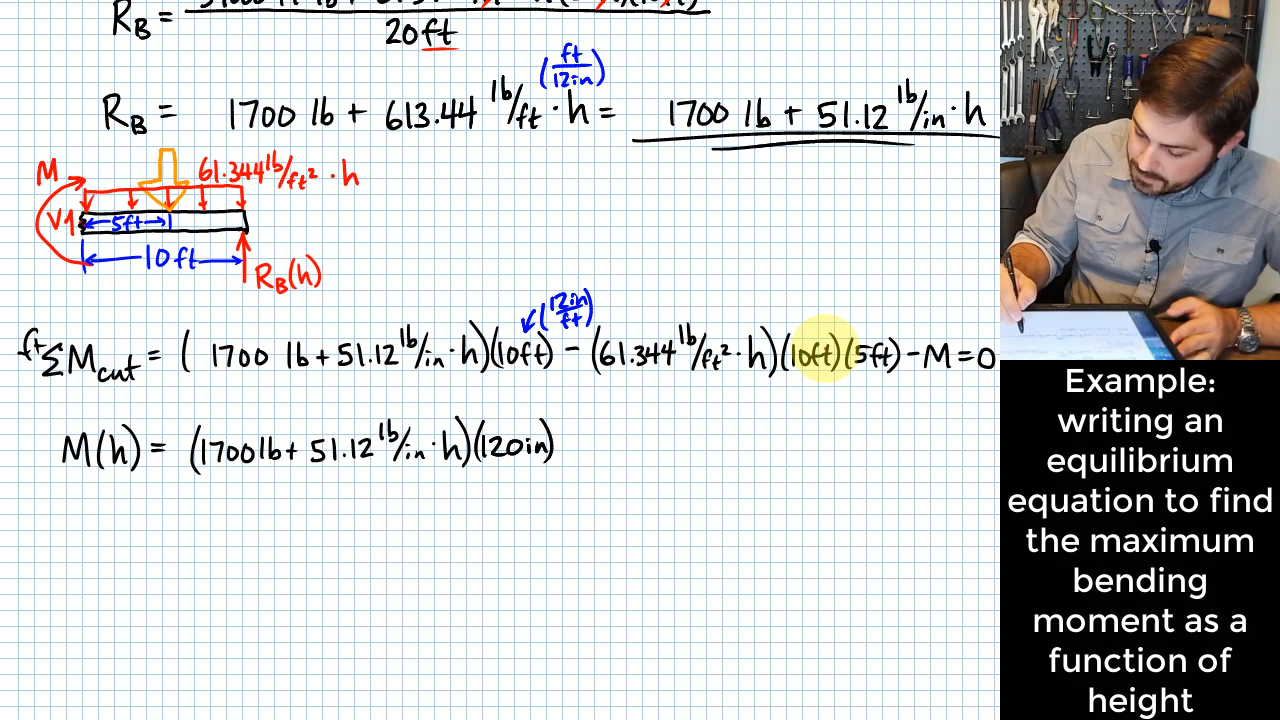 R_B = 20ft
(ft/12in)
R_B = 1700 lb + 613.44 lb/ft · h = 1700 lb + 51.12 lb/in · h
M 61.344 lb/ft² · h
V 5ft
10ft
R_B(h)
(12in/ft)
ΣM_cut = (1700 lb + 51.12 lb/in · h)(10ft) - (61.344 lb/ft² · h)(10ft)(5ft) - M = 0
M(h) = (1700lb + 51.12 lb/in · h)(120in)
Example:
writing an
equilibrium
equation to find
the maximum
bending
moment as a
function of
height